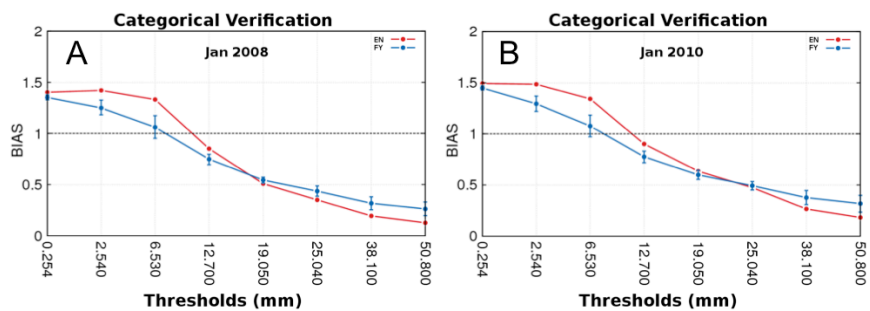 Categorical Verification
A
Jan 2008
EN
FY
2
1.5
1
0.5
0
BIAS
0.254
2.540
6.530
12.700
19.050
25.040
38.100
50.800
Thresholds (mm)
Categorical Verification
B
Jan 2010
EN
FY
2
1.5
1
0.5
0
BIAS
0.254
2.540
6.530
12.700
19.050
25.040
38.100
50.800
Thresholds (mm)